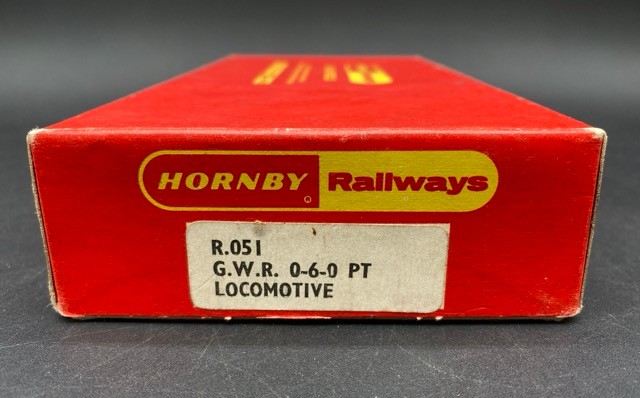 HORNBY Railways
R.051
G.W.R. 0-6-0 PT
LOCOMOTIVE